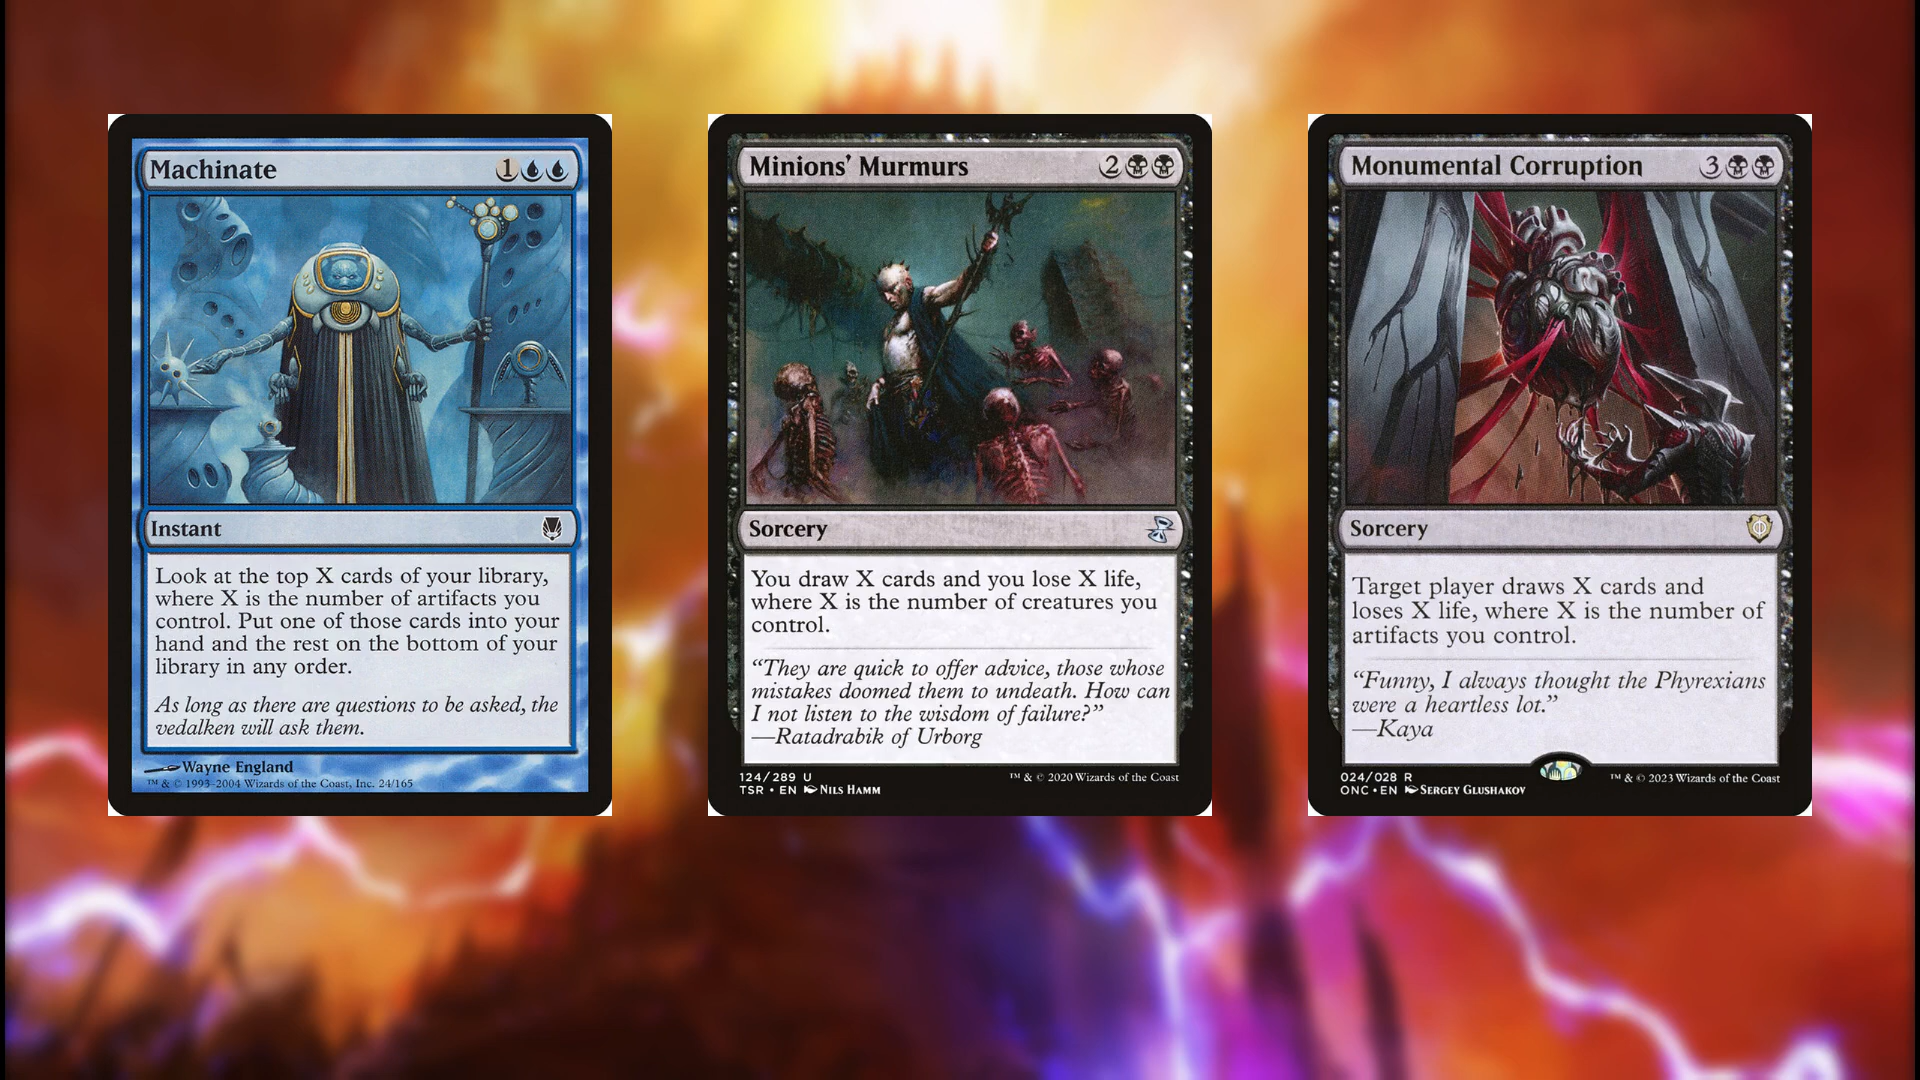 Machinate
1
Instant
Look at the top X cards of your library,
where X is the number of artifacts you
control. Put one of those cards into your
hand and the rest on the bottom of your
library in any order.
As long as there are questions to be asked, the
vedalken will ask them.
Wayne England
™ & © 1993–2004 Wizards of the Coast, Inc. 24/165
Minions’ Murmurs
2
Sorcery
You draw X cards and you lose X life,
where X is the number of creatures you
control.
“They are quick to offer advice, those whose
mistakes doomed them to undeath. How can
I not listen to the wisdom of failure?”
—Ratadrabik of Urborg
124/289 U
TSR • EN NILS HAMM
™ & © 2020 Wizards of the Coast
Monumental Corruption
3
Sorcery
Target player draws X cards and
loses X life, where X is the number of
artifacts you control.
“Funny, I always thought the Phyrexians
were a heartless lot.”
—Kaya
024/028 R
ONC • EN SERGEY GLUSHAKOV
™ & © 2023 Wizards of the Coast